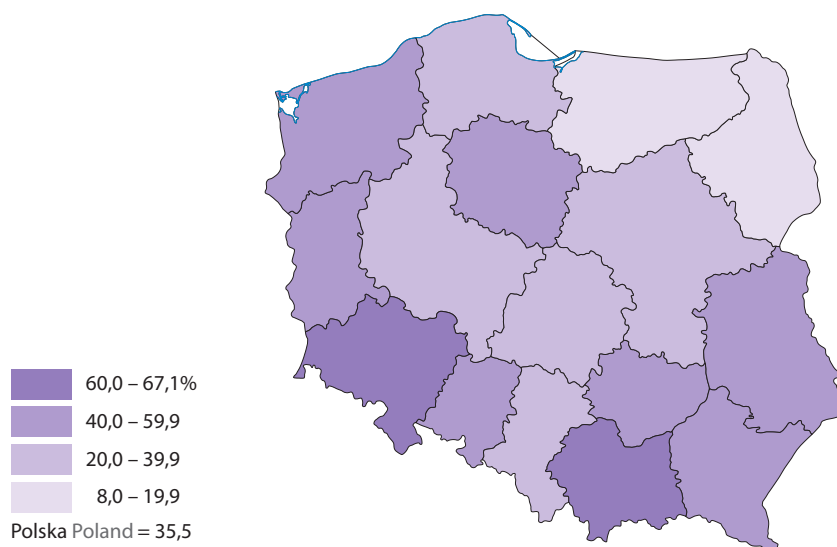 60,0 – 67,1%
40,0 – 59,9
20,0 – 39,9
8,0 – 19,9
Polska Poland = 35,5